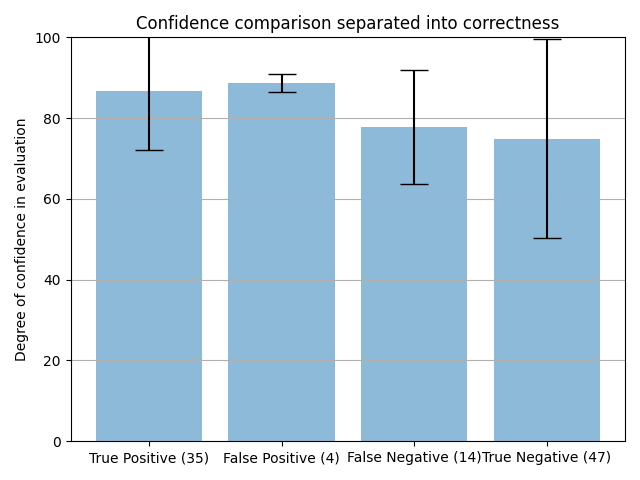 Confidence comparison separated into correctness
Degree of confidence in evaluation
100
80
60
40
20
0
True Positive (35)
False Positive (4)
False Negative (14)
True Negative (47)